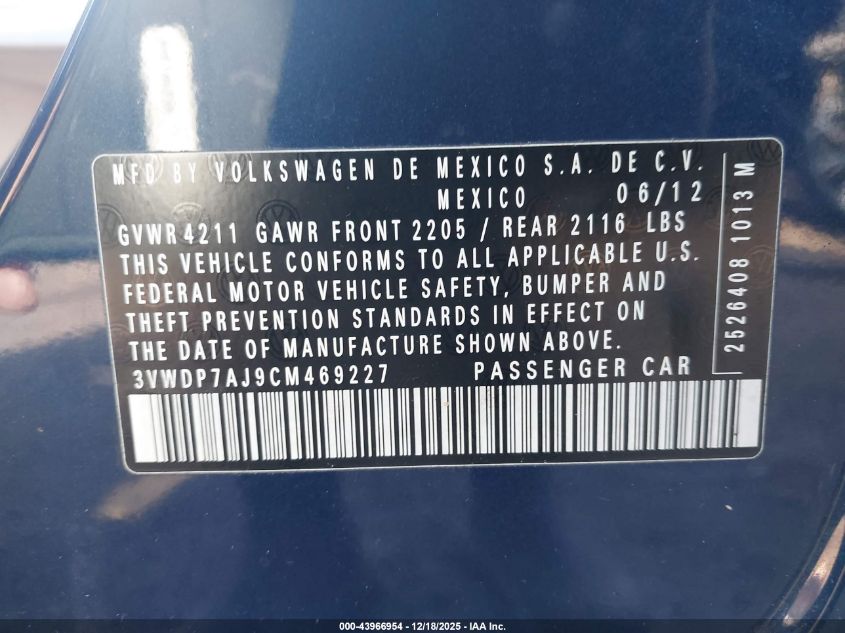 MFD BY VOLKSWAGEN DE MEXICO S.A. DE C.V.
MEXICO 06/12
GVWR 4211 GAWR FRONT 2205 / REAR 2116 LBS
THIS VEHICLE CONFORMS TO ALL APPLICABLE U.S.
FEDERAL MOTOR VEHICLE SAFETY, BUMPER AND
THEFT PREVENTION STANDARDS IN EFFECT ON
THE DATE OF MANUFACTURE SHOWN ABOVE.
3VWDP7AJ9CM469227 PASSENGER CAR
2526408 1013 M
000-43966954 - 12/18/2025 - IAA Inc.